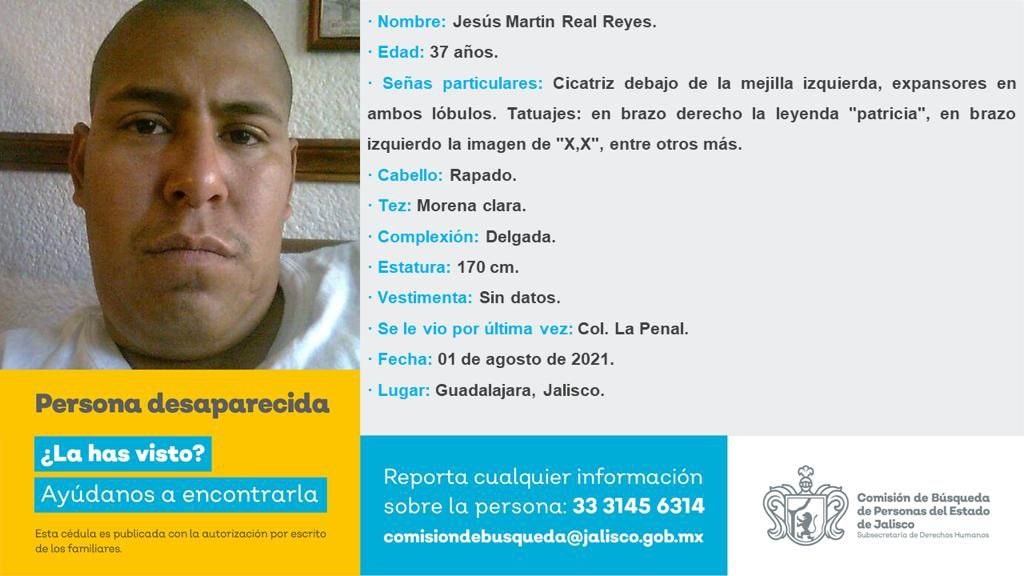 · Nombre: Jesús Martin Real Reyes.
· Edad: 37 años.
· Señas particulares: Cicatriz debajo de la mejilla izquierda, expansores en
ambos lóbulos. Tatuajes: en brazo derecho la leyenda "patricia", en brazo
izquierdo la imagen de "X,X", entre otros más.
· Cabello: Rapado.
· Tez: Morena clara.
· Complexión: Delgada.
· Estatura: 170 cm.
· Vestimenta: Sin datos.
· Se le vio por última vez: Col. La Penal.
· Fecha: 01 de agosto de 2021.
· Lugar: Guadalajara, Jalisco.
Persona desaparecida
¿La has visto?
Ayúdanos a encontrarla
Esta cédula es publicada con la autorización por escrito
de los familiares.
Reporta cualquier información
sobre la persona: 33 3145 6314
comisiondebusqueda@jalisco.gob.mx
Comisión de Búsqueda
de Personas del Estado
de Jalisco
Subsecretaría de Derechos Humanos